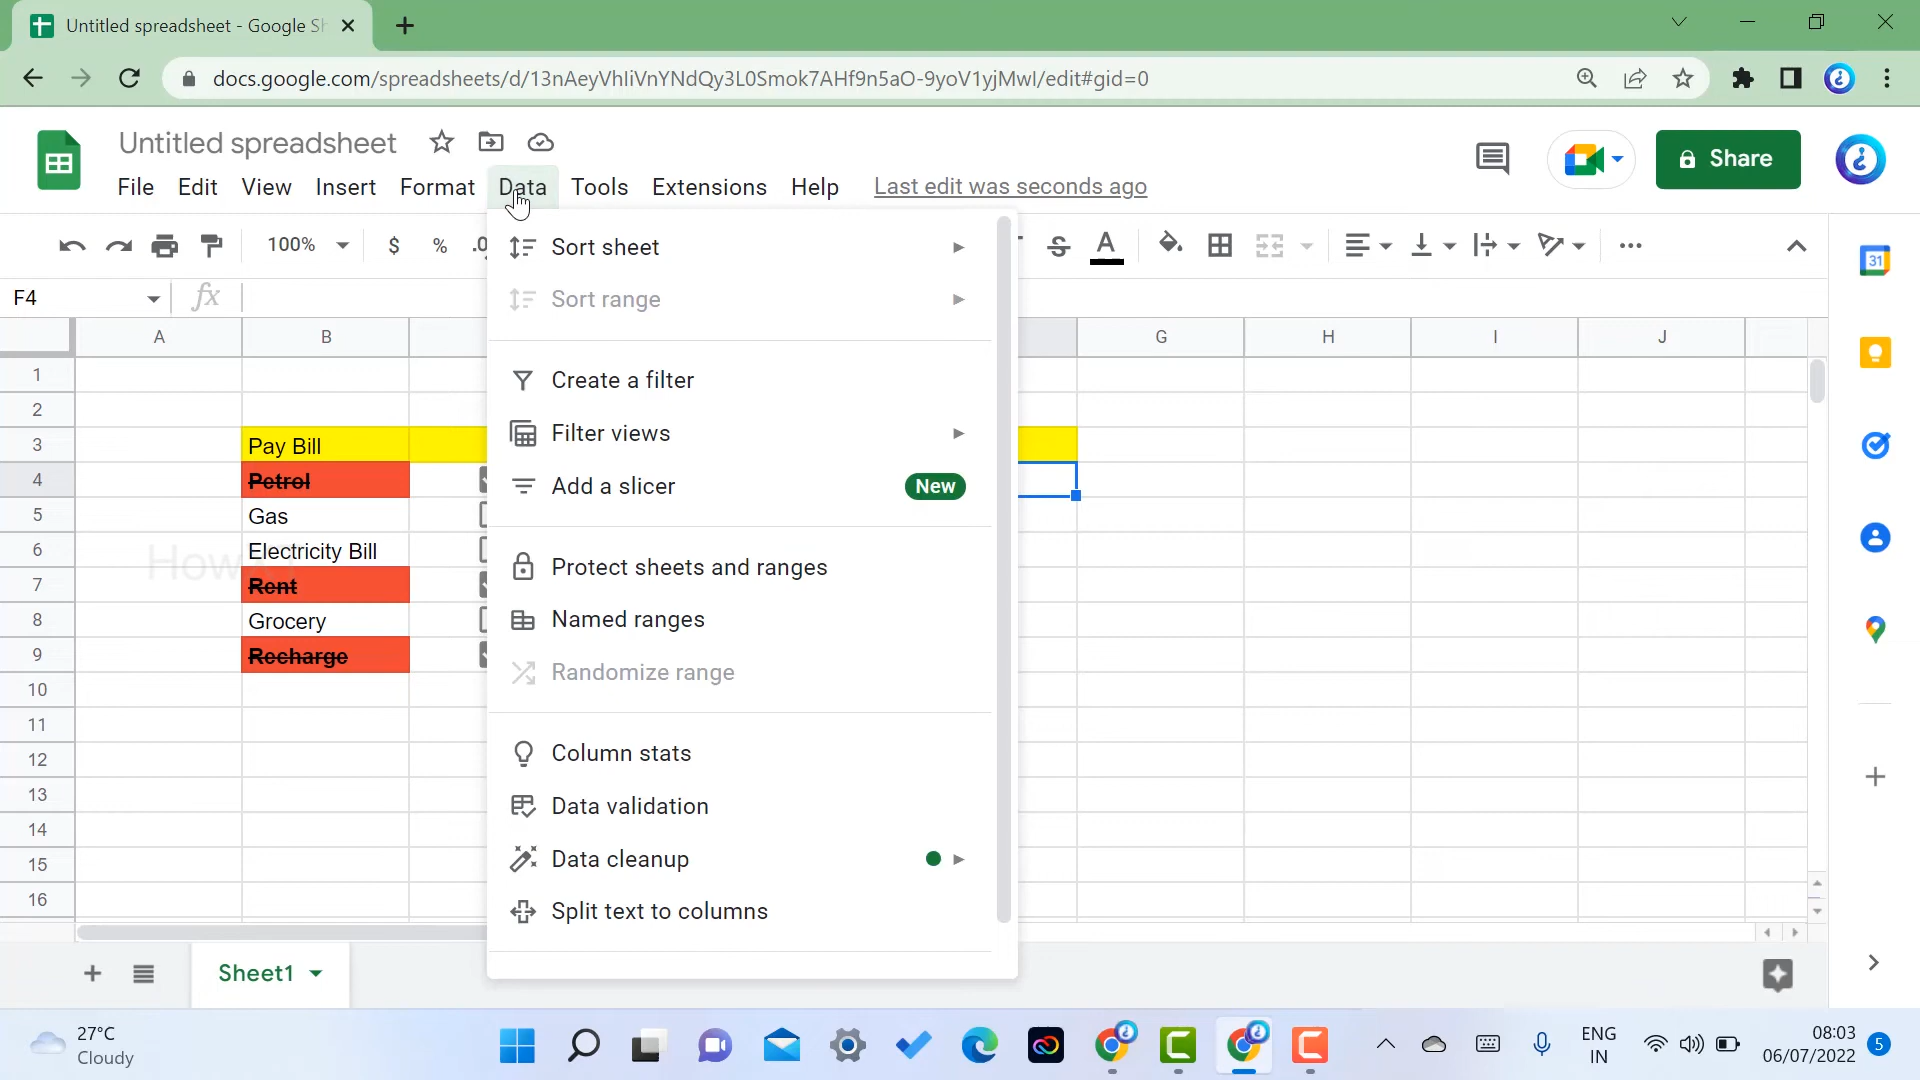 Untitled spreadsheet - Google Sh
docs.google.com/spreadsheets/d/13nAeyVhIiVnYNdQy3L0Smok7AHf9n5aO-9yoV1yjMwI/edit#gid=0
Untitled spreadsheet
File Edit View Insert Format Data Tools Extensions Help Last edit was seconds ago
Share
100% $ % .0
F4 fx
A B G H I J
Sort sheet
Sort range
Create a filter
Filter views
Add a slicer New
Protect sheets and ranges
Named ranges
Randomize range
Column stats
Data validation
Data cleanup
Split text to columns
1
2
3 Pay Bill
4 Petrol
5 Gas
6 Electricity Bill
7 Rent
8 Grocery
9 Recharge
10
11
12
13
14
15
16
31
Sheet1
27°C
Cloudy
ENG
IN
08:03
06/07/2022
5